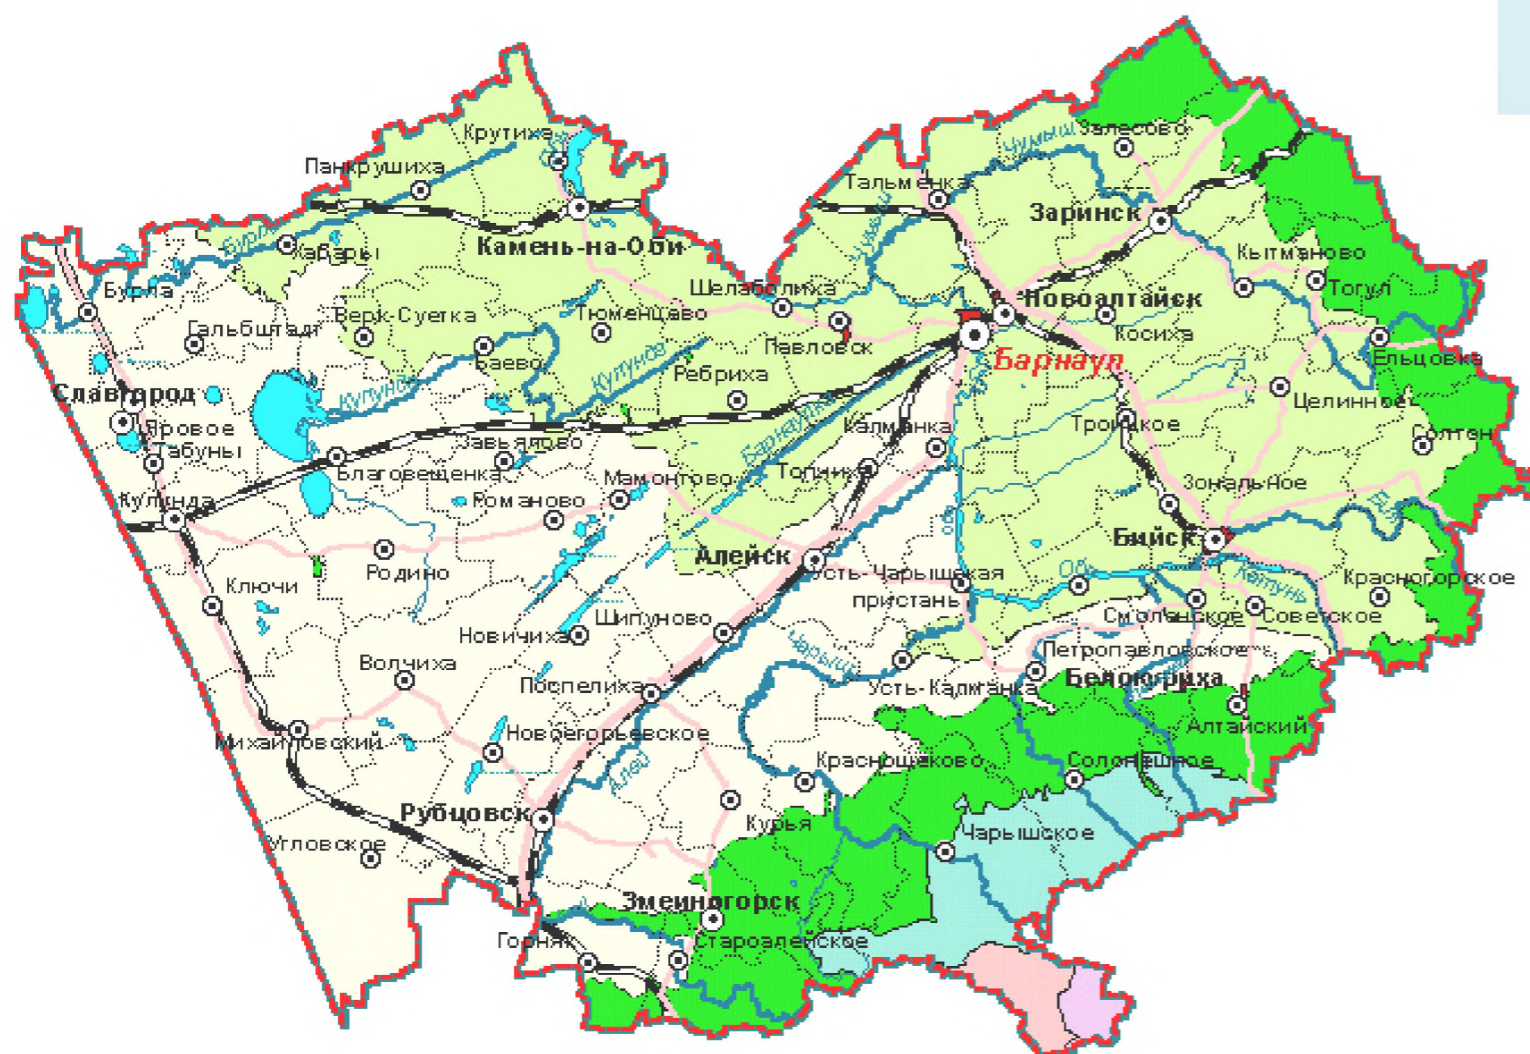 Крутиха
Чумыш
Залесово
Панкрушиха
Тальменка
Заринск
Бурла
Хабары
Камень-на-Оби
Чумыш
Кытманово
Бурла
Шелаболиха
Новоалтайск
Тогул
Гальбштадт
Верх-Суетка
Тюменцево
Павловск
Косиха
Баево
Кулунда
Барнаул
Ельцовка
Славгород
Кулунда
Ребриха
Целинное
Яровое
Завьялово
Барнаулка
Калманка
Троицкое
Солтон
Табуны
Благовещенка
Мамонтово
Топчиха
Кулунда
Романово
Зональное
Обь
Алейск
Бийск
Родино
Усть-Чарышская
пристань
Обь
Катунь
Красногорское
Ключи
Шипуново
Смоленское
Советское
Новичиха
Чарыш
Петропавловское
Волчиха
Поспелиха
Усть-Калманка
Белокуриха
Алтайский
Михайловский
Новоегорьевское
Алей
Краснощеково
Солонешное
Рубцовск
Курья
Чарышское
Угловское
Змеиногорск
Горняк
Староалейское